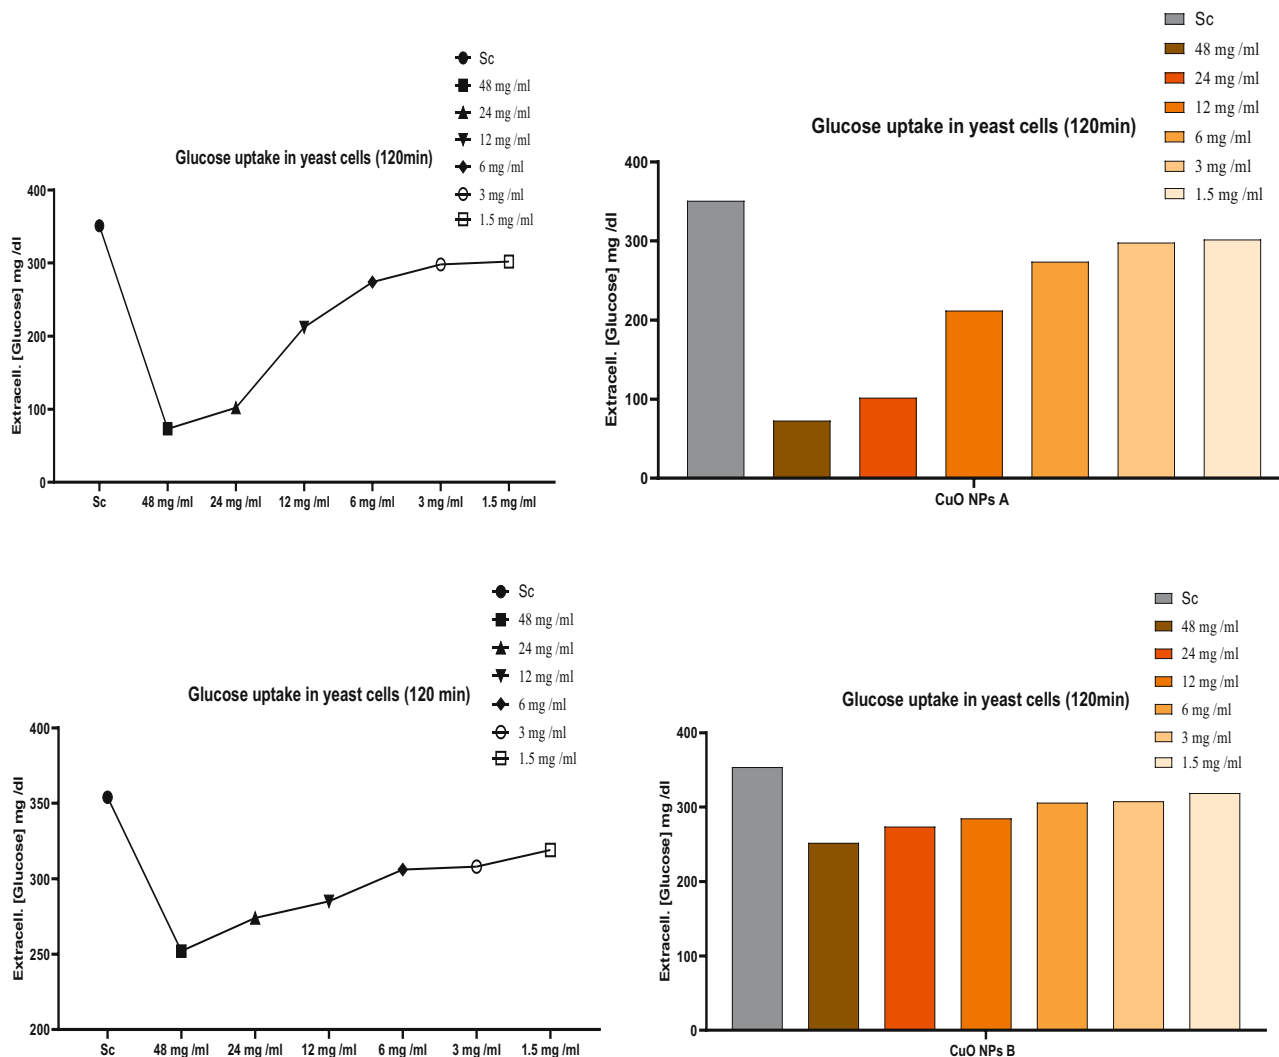 Sc
48 mg /ml
24 mg /ml
12 mg /ml
6 mg /ml
3 mg /ml
1.5 mg /ml
Glucose uptake in yeast cells (120min)
Extracell. [Glucose] mg /dl
400
300
200
100
0
Sc
48 mg /ml
24 mg /ml
12 mg /ml
6 mg /ml
3 mg /ml
1.5 mg /ml
Sc
48 mg /ml
24 mg /ml
12 mg /ml
6 mg /ml
3 mg /ml
1.5 mg /ml
Glucose uptake in yeast cells (120min)
Extracell. [Glucose] mg /dl
400
300
200
100
0
CuO NPs A
Sc
48 mg /ml
24 mg /ml
12 mg /ml
6 mg /ml
3 mg /ml
1.5 mg /ml
Glucose uptake in yeast cells (120 min)
Extracell. [Glucose] mg /dl
400
350
300
250
200
Sc
48 mg /ml
24 mg /ml
12 mg /ml
6 mg /ml
3 mg /ml
1.5 mg /ml
Sc
48 mg /ml
24 mg /ml
12 mg /ml
6 mg /ml
3 mg /ml
1.5 mg /ml
Glucose uptake in yeast cells (120min)
Extracell. [Glucose] mg /dl
400
300
200
100
0
CuO NPs B